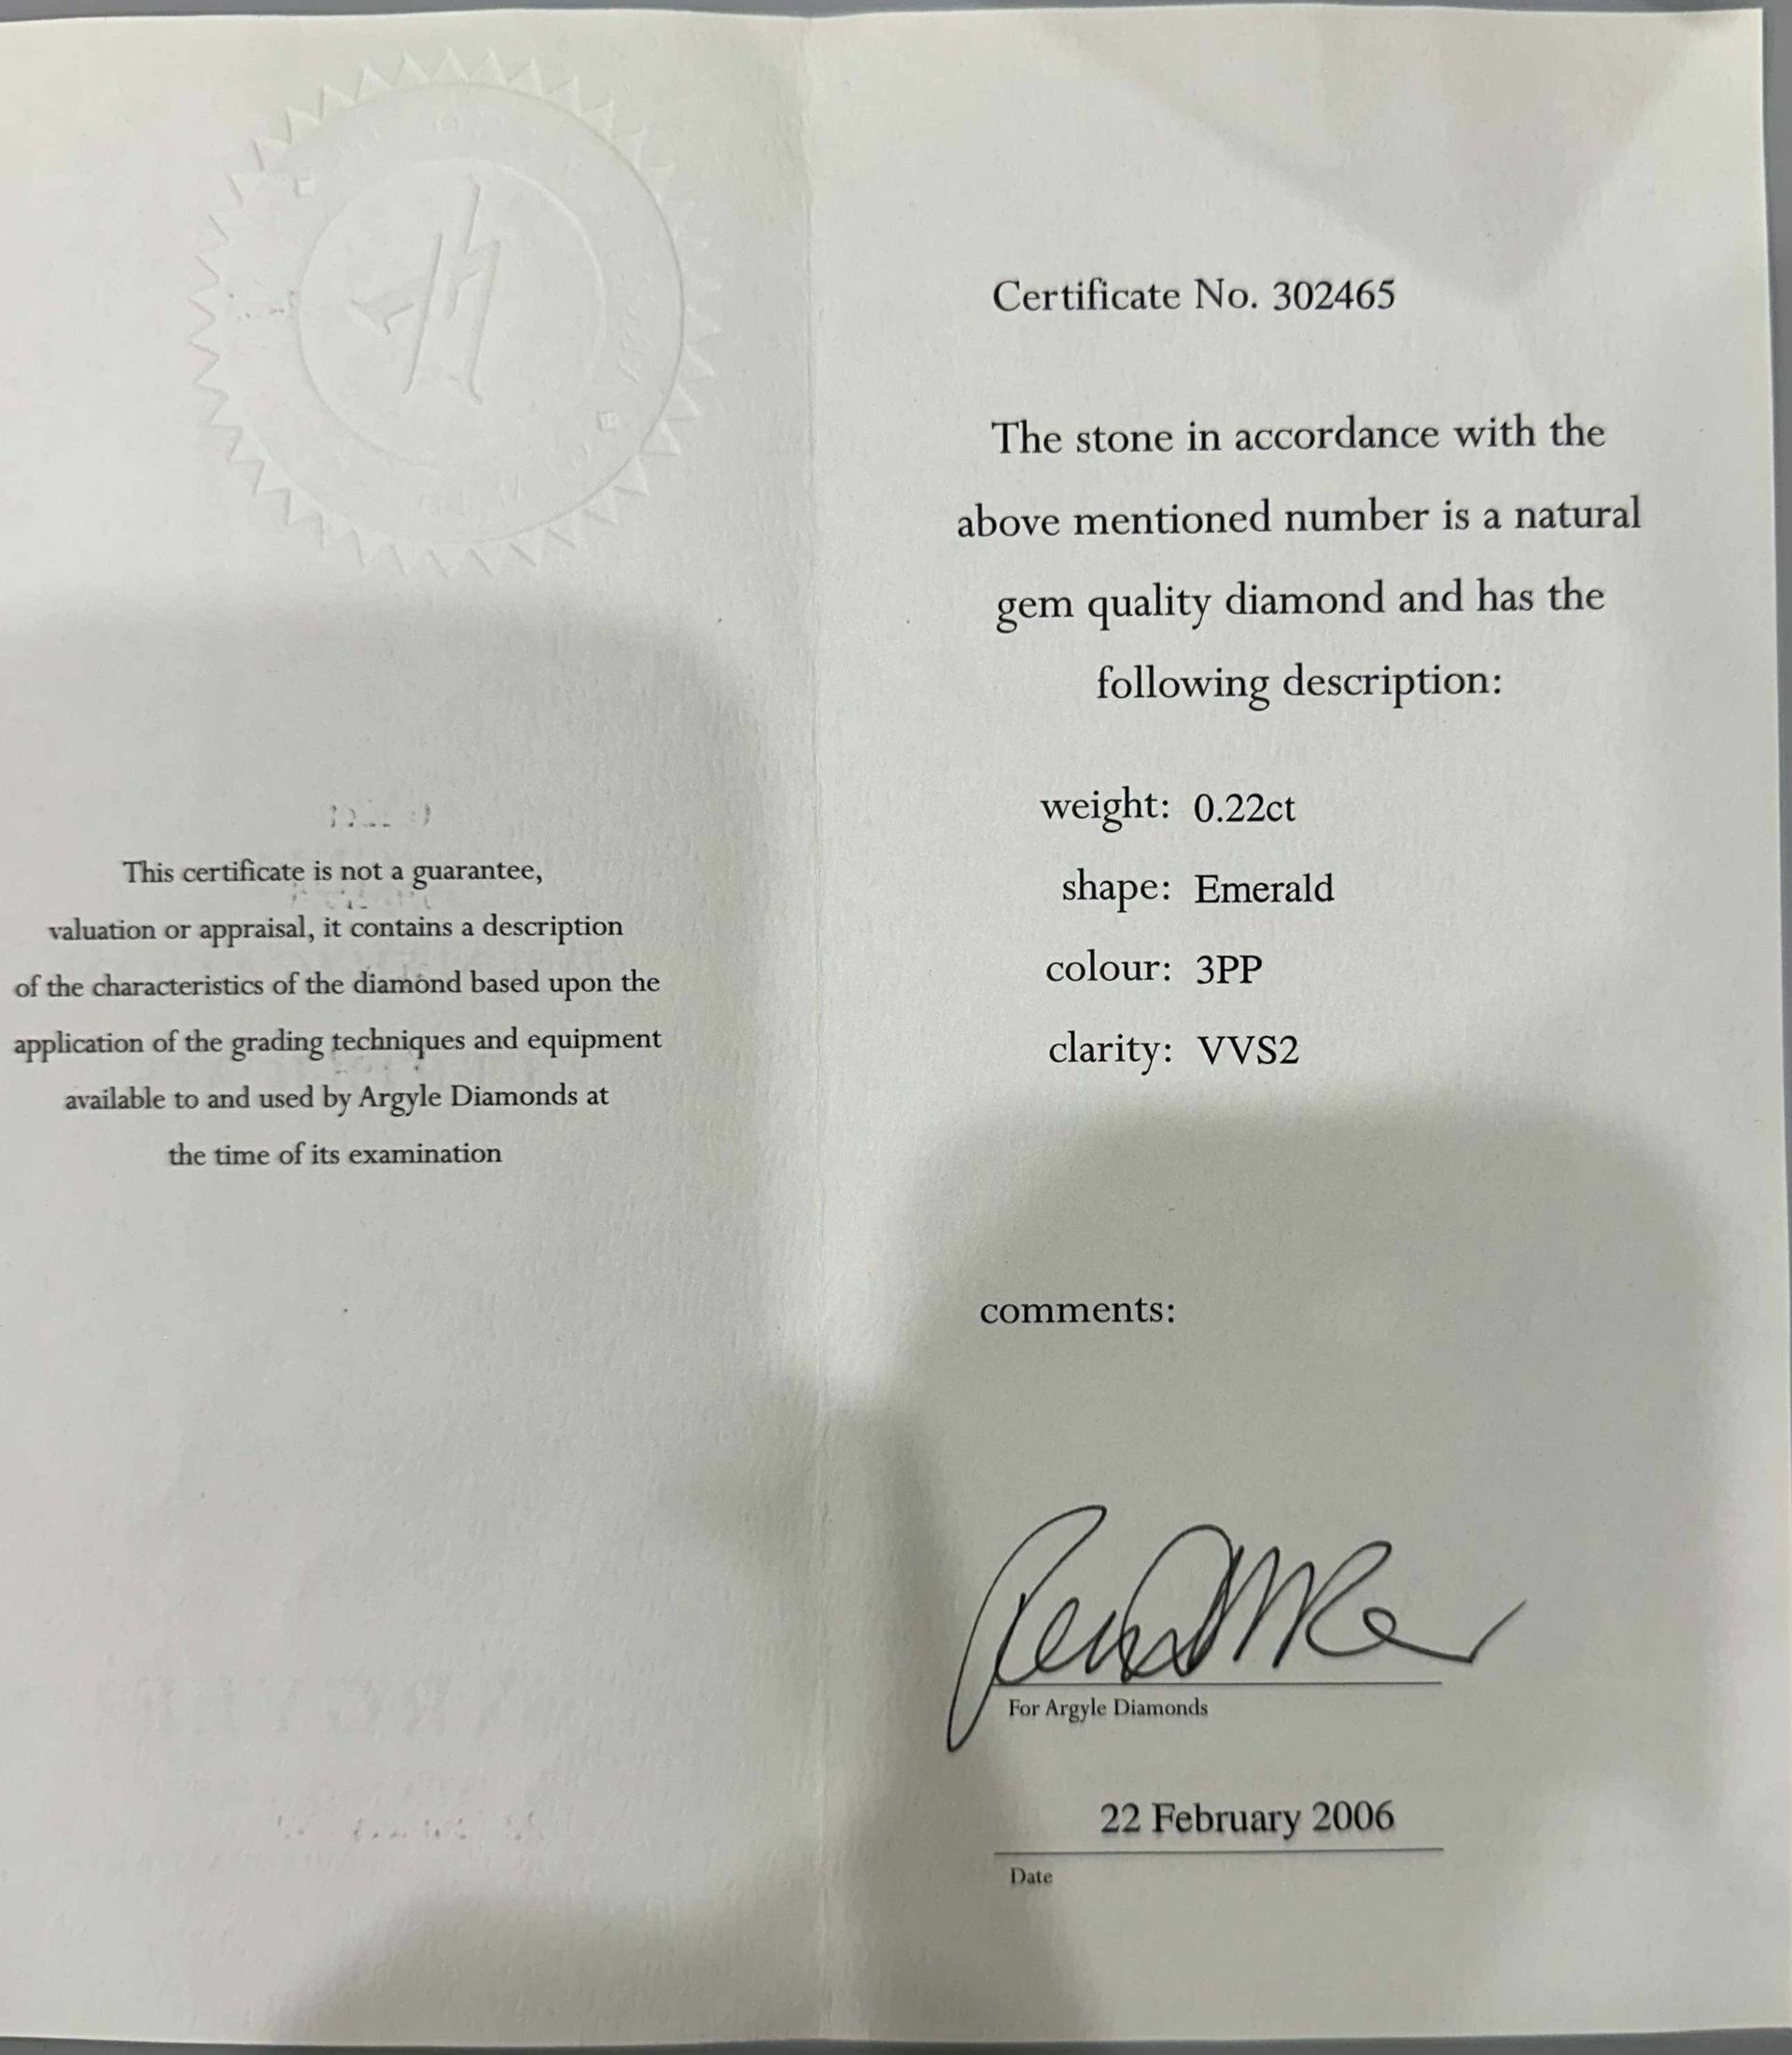 This certificate is not a guarantee,
valuation or appraisal, it contains a description
of the characteristics of the diamond based upon the
application of the grading techniques and equipment
available to and used by Argyle Diamonds at
the time of its examination
Certificate No. 302465
The stone in accordance with the
above mentioned number is a natural
gem quality diamond and has the
following description:
weight: 0.22ct
shape: Emerald
colour: 3PP
clarity: VVS2
comments:
For Argyle Diamonds
22 February 2006
Date